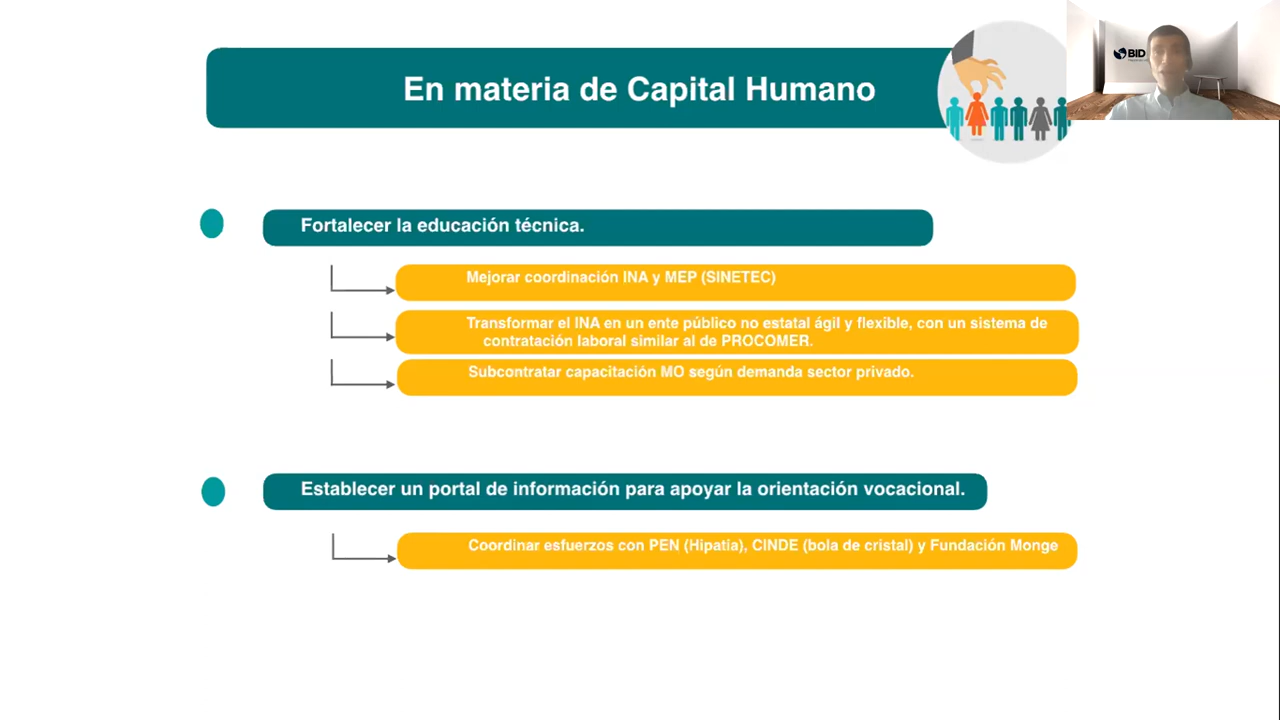 En materia de Capital Humano
BID
Fortalecer la educación técnica.
Mejorar coordinación INA y MEP (SINETEC)
Transformar el INA en un ente público no estatal ágil y flexible, con un sistema de
contratación laboral similar al de PROCOMER.
Subcontratar capacitación MO según demanda sector privado.
Establecer un portal de información para apoyar la orientación vocacional.
Coordinar esfuerzos con PEN (Hipatia), CINDE (bola de cristal) y Fundación Monge